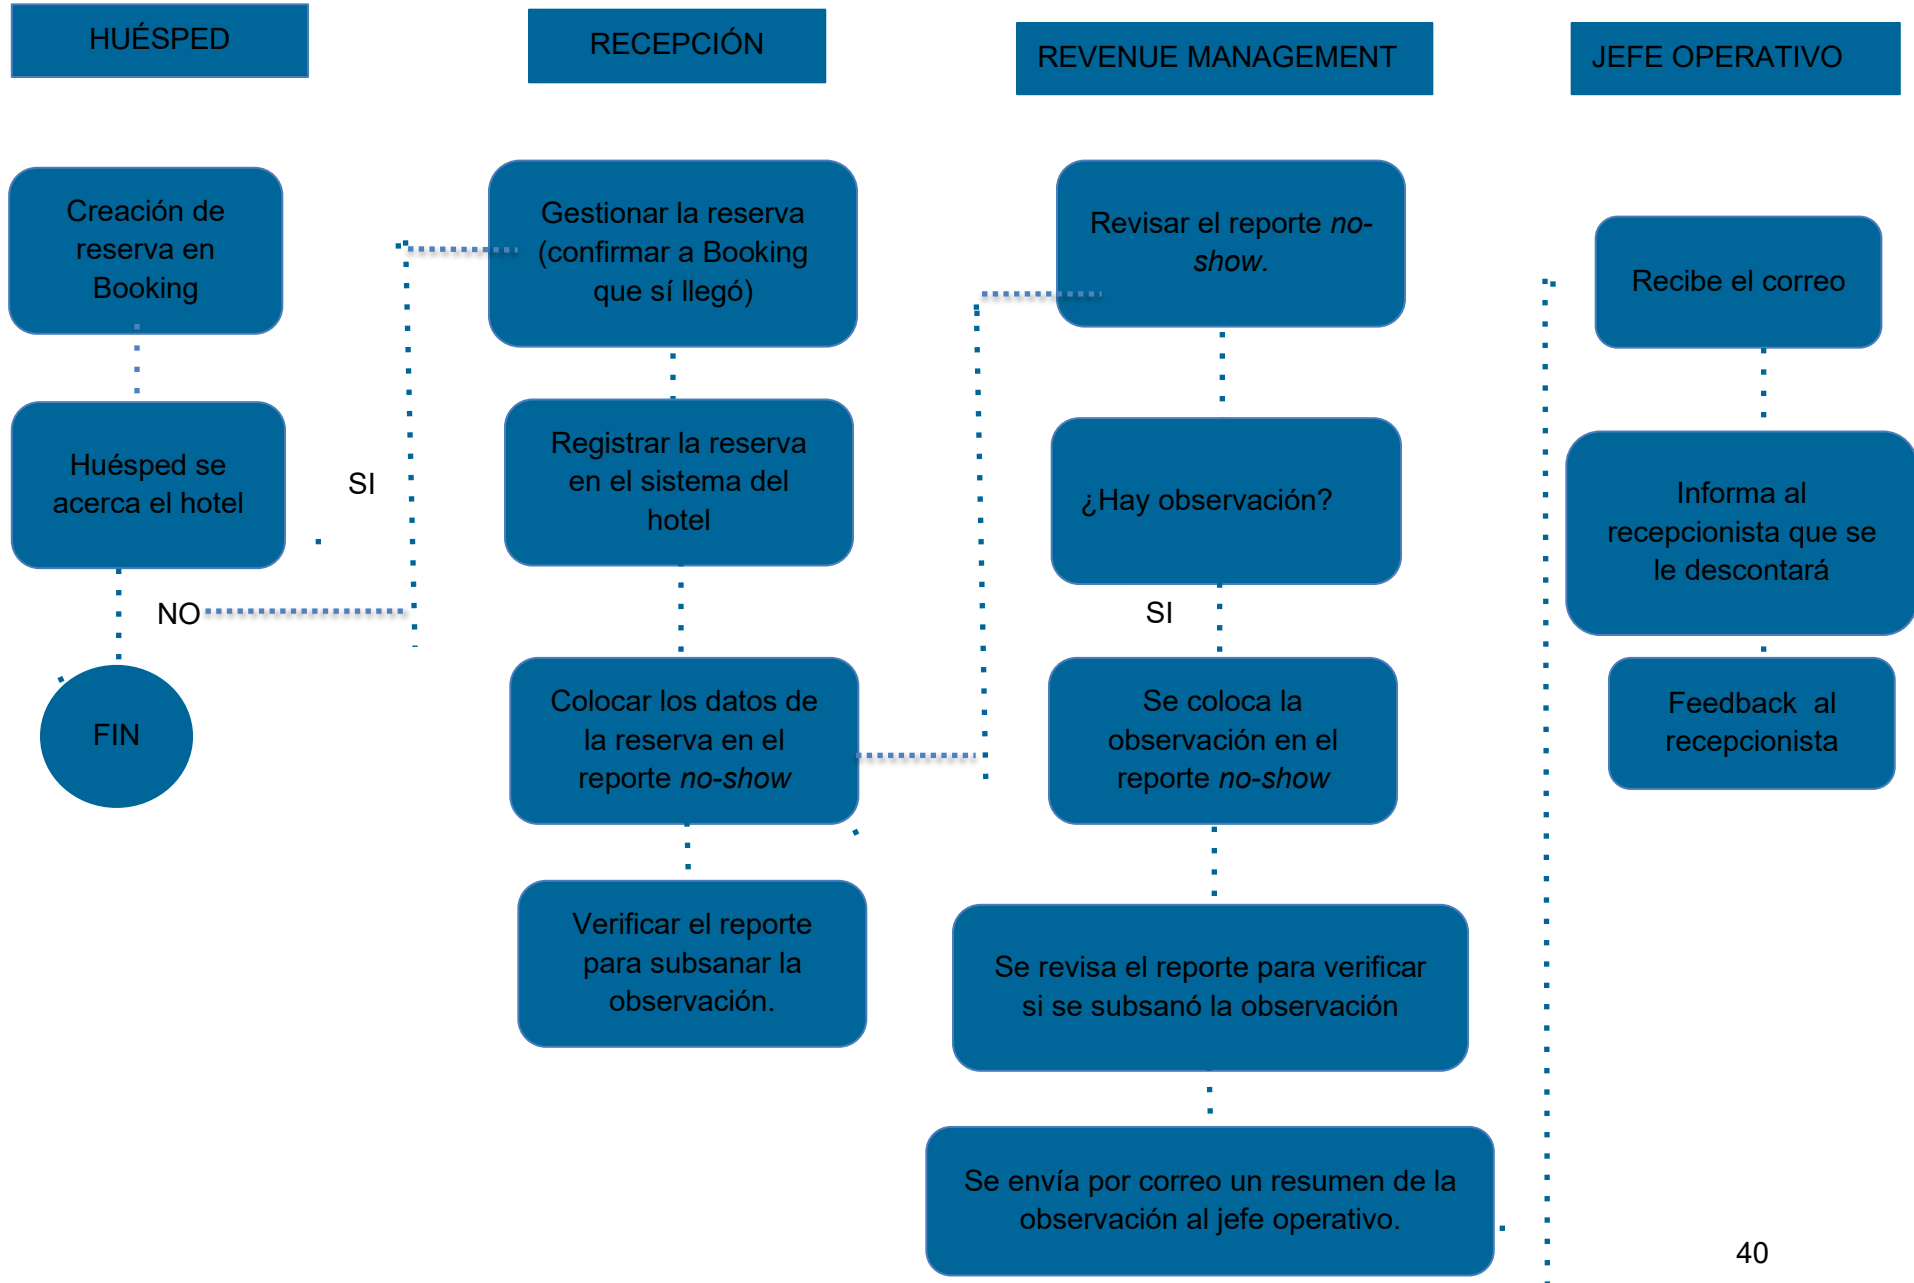 HUÉSPED
RECEPCIÓN
REVENUE MANAGEMENT
JEFE OPERATIVO
Creación de
reserva en
Booking
Huésped se
acerca el hotel
SI
NO
FIN
Gestionar la reserva
(confirmar a Booking
que sí llegó)
Registrar la reserva
en el sistema del
hotel
Colocar los datos de
la reserva en el
reporte no-show
Verificar el reporte
para subsanar la
observación.
Revisar el reporte no-
show.
¿Hay observación?
SI
Se coloca la
observación en el
reporte no-show
Se revisa el reporte para verificar
si se subsanó la observación
Se envía por correo un resumen de la
observación al jefe operativo.
Recibe el correo
Informa al
recepcionista que se
le descontará
Feedback  al
recepcionista
40